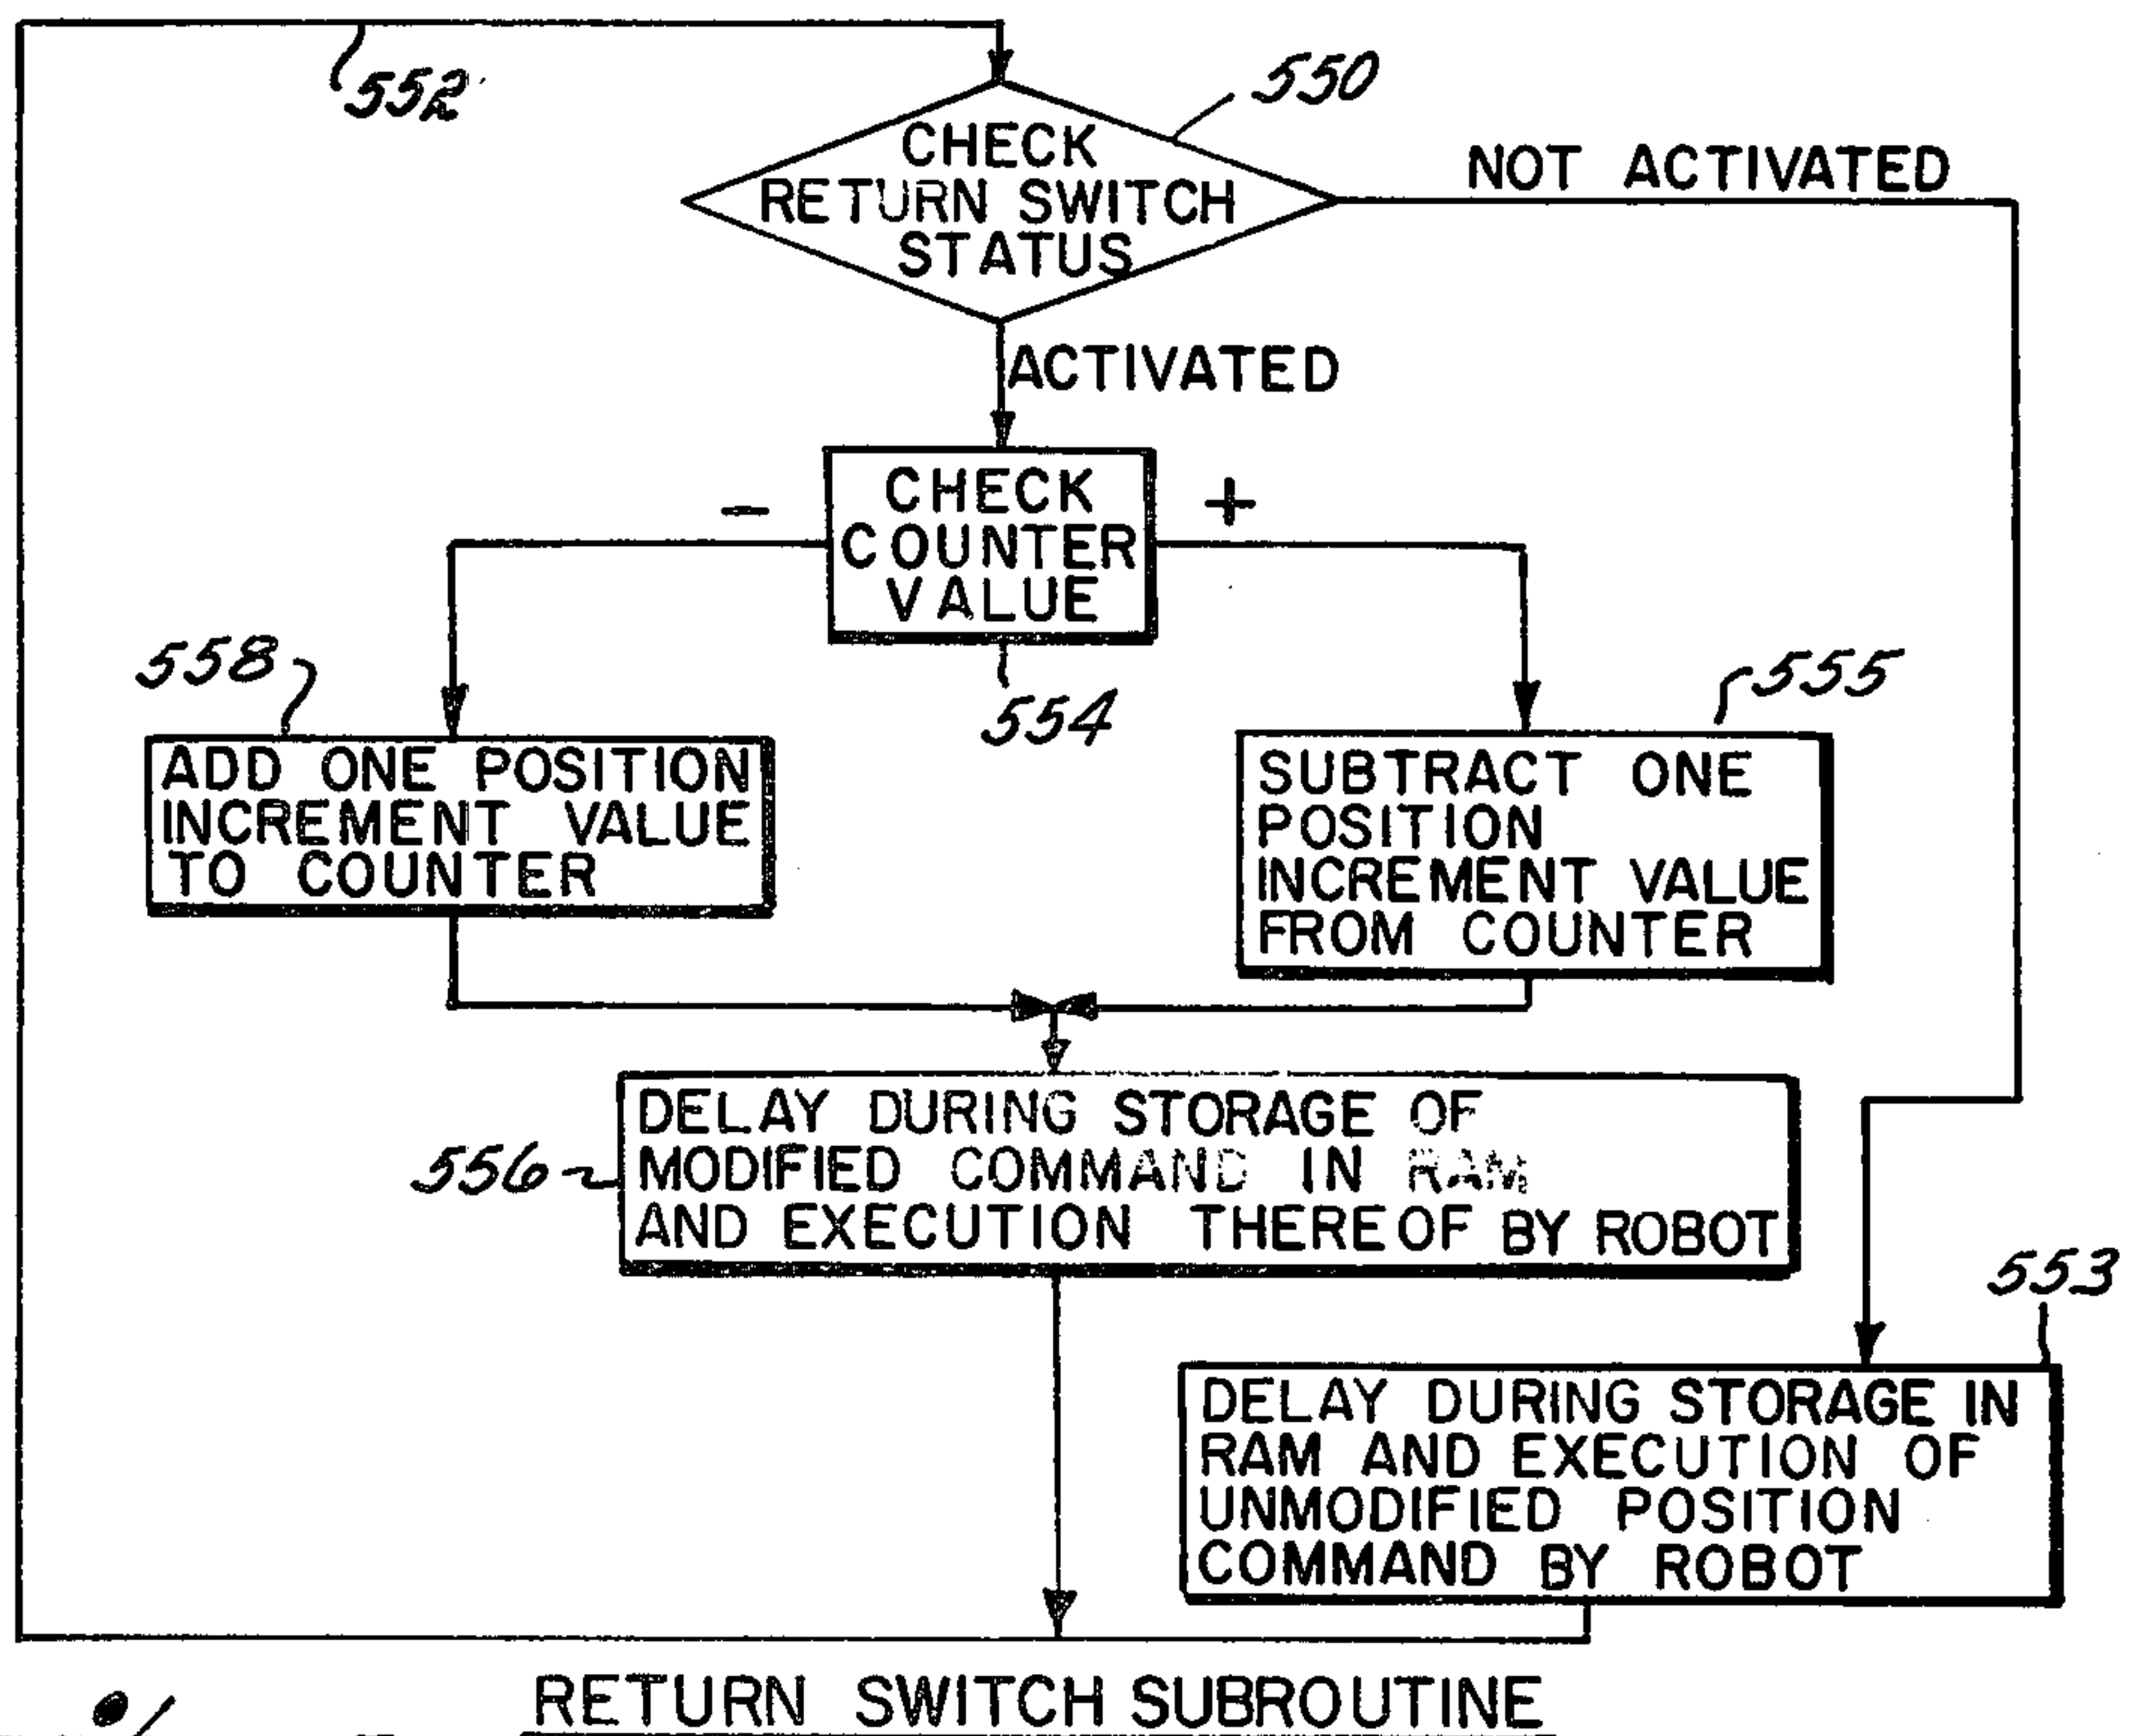 552
550
CHECK
RETURN SWITCH
STATUS
NOT ACTIVATED
ACTIVATED
CHECK
COUNTER
VALUE
-
+
558
554
555
ADD ONE POSITION
INCREMENT VALUE
TO COUNTER
SUBTRACT ONE
POSITION
INCREMENT VALUE
FROM COUNTER
556
DELAY DURING STORAGE OF
MODIFIED COMMAND IN RAM
AND EXECUTION THEREOF BY ROBOT
553
DELAY DURING STORAGE IN
RAM AND EXECUTION OF
UNMODIFIED POSITION
COMMAND BY ROBOT
RETURN SWITCH SUBROUTINE